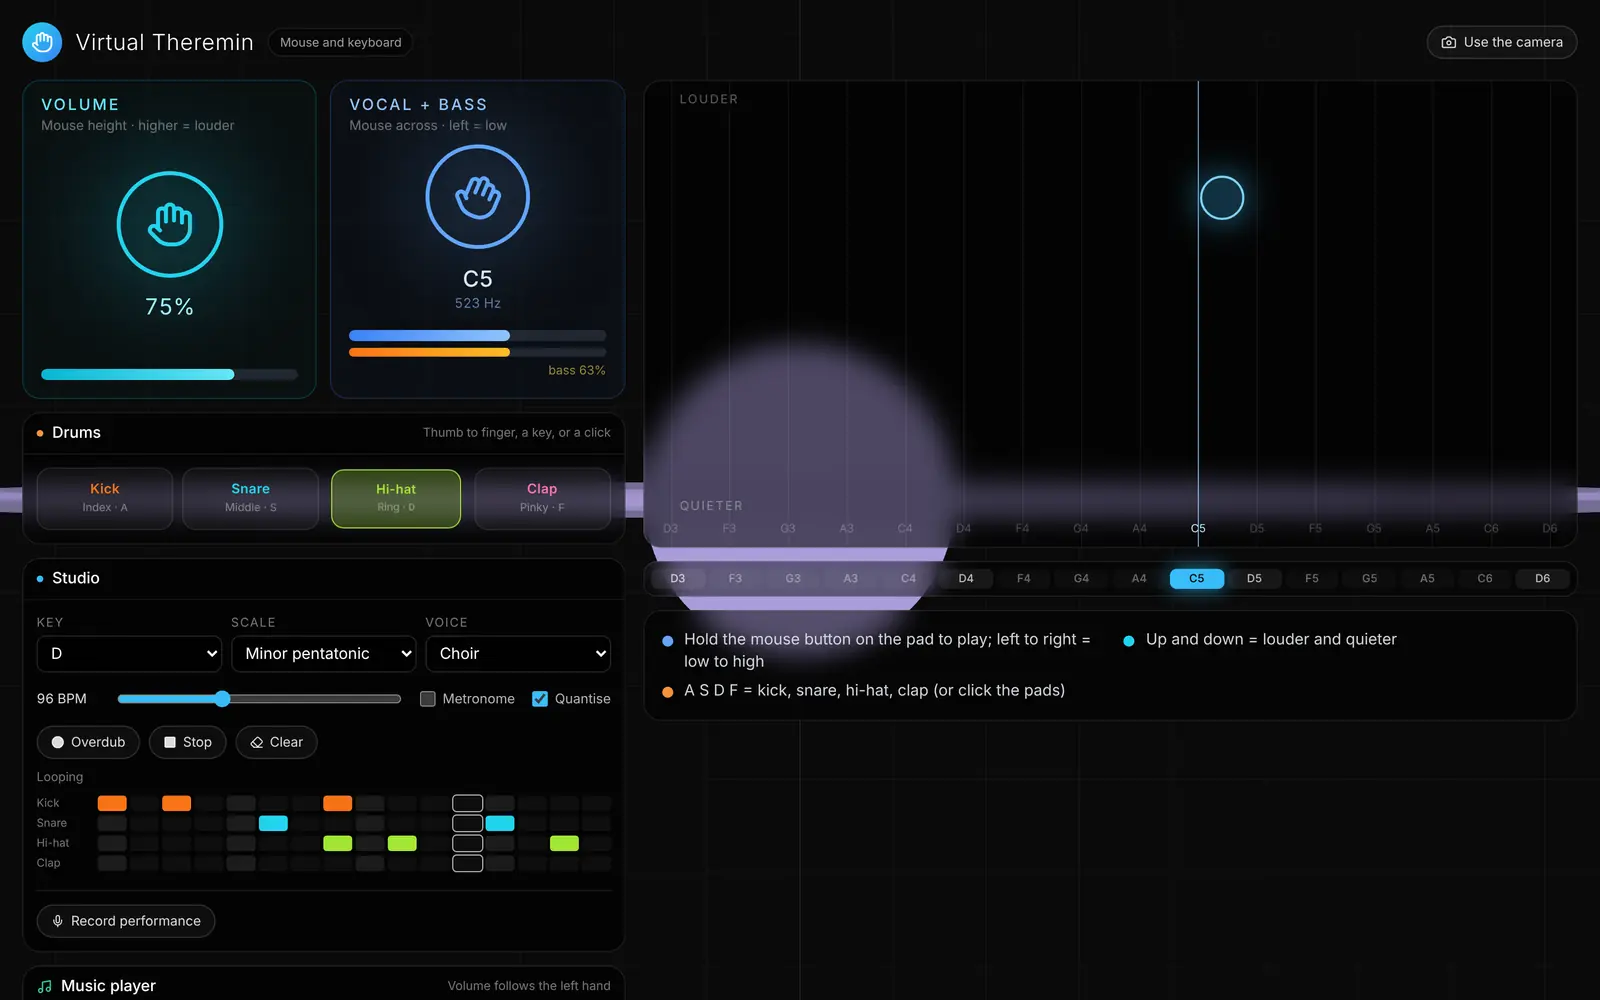 Virtual Theremin
Mouse and keyboard
Use the camera
VOLUME
Mouse height · higher = louder
75%
VOCAL + BASS
Mouse across · left = low
C5
523 Hz
bass 63%
Drums
Thumb to finger, a key, or a click
Kick
Index · A
Snare
Middle · S
Hi-hat
Ring · D
Clap
Pinky · F
Studio
KEY
SCALE
VOICE
D
Minor pentatonic
Choir
96 BPM
Metronome
Quantise
Overdub
Stop
Clear
Looping
Kick
Snare
Hi-hat
Clap
Record performance
Music player
Volume follows the left hand
LOUDER
QUIETER
D3 F3 G3 A3 C4 D4 F4 G4 A4 C5 D5 F5 G5 A5 C6 D6
D3 F3 G3 A3 C4 D4 F4 G4 A4 C5 D5 F5 G5 A5 C6 D6
Hold the mouse button on the pad to play; left to right =
low to high
Up and down = louder and quieter
A S D F = kick, snare, hi-hat, clap (or click the pads)